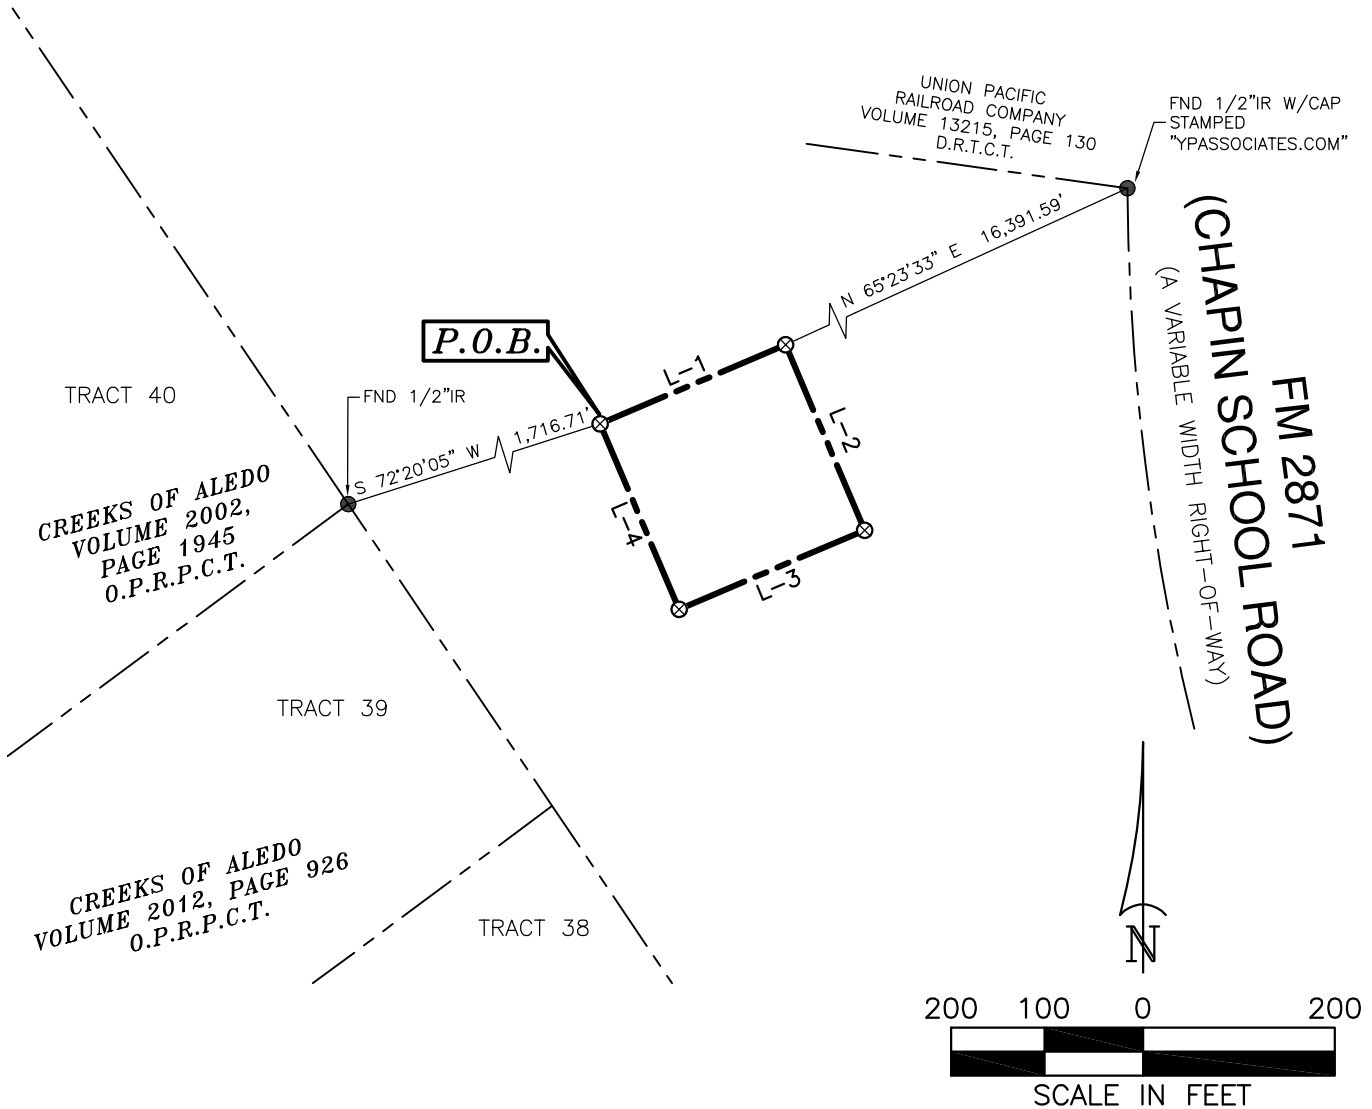 UNION PACIFIC
RAILROAD COMPANY
VOLUME 13215, PAGE 130
D.R.T.C.T.
FND 1/2"IR W/CAP
STAMPED
"YPASSOCIATES.COM"
N 65°23'33" E 16,391.59'
FM 2871
(CHAPIN SCHOOL ROAD)
(A VARIABLE WIDTH RIGHT-OF-WAY)
P.O.B.
L-1
L-2
L-3
L-4
TRACT 40
FND 1/2"IR
S 72°20'05" W 1,716.71'
CREEKS OF ALEDO
VOLUME 2002,
PAGE 1945
O.P.R.P.C.T.
TRACT 39
CREEKS OF ALEDO
VOLUME 2012, PAGE 926
O.P.R.P.C.T.
TRACT 38
N
200 100 0 200
SCALE IN FEET